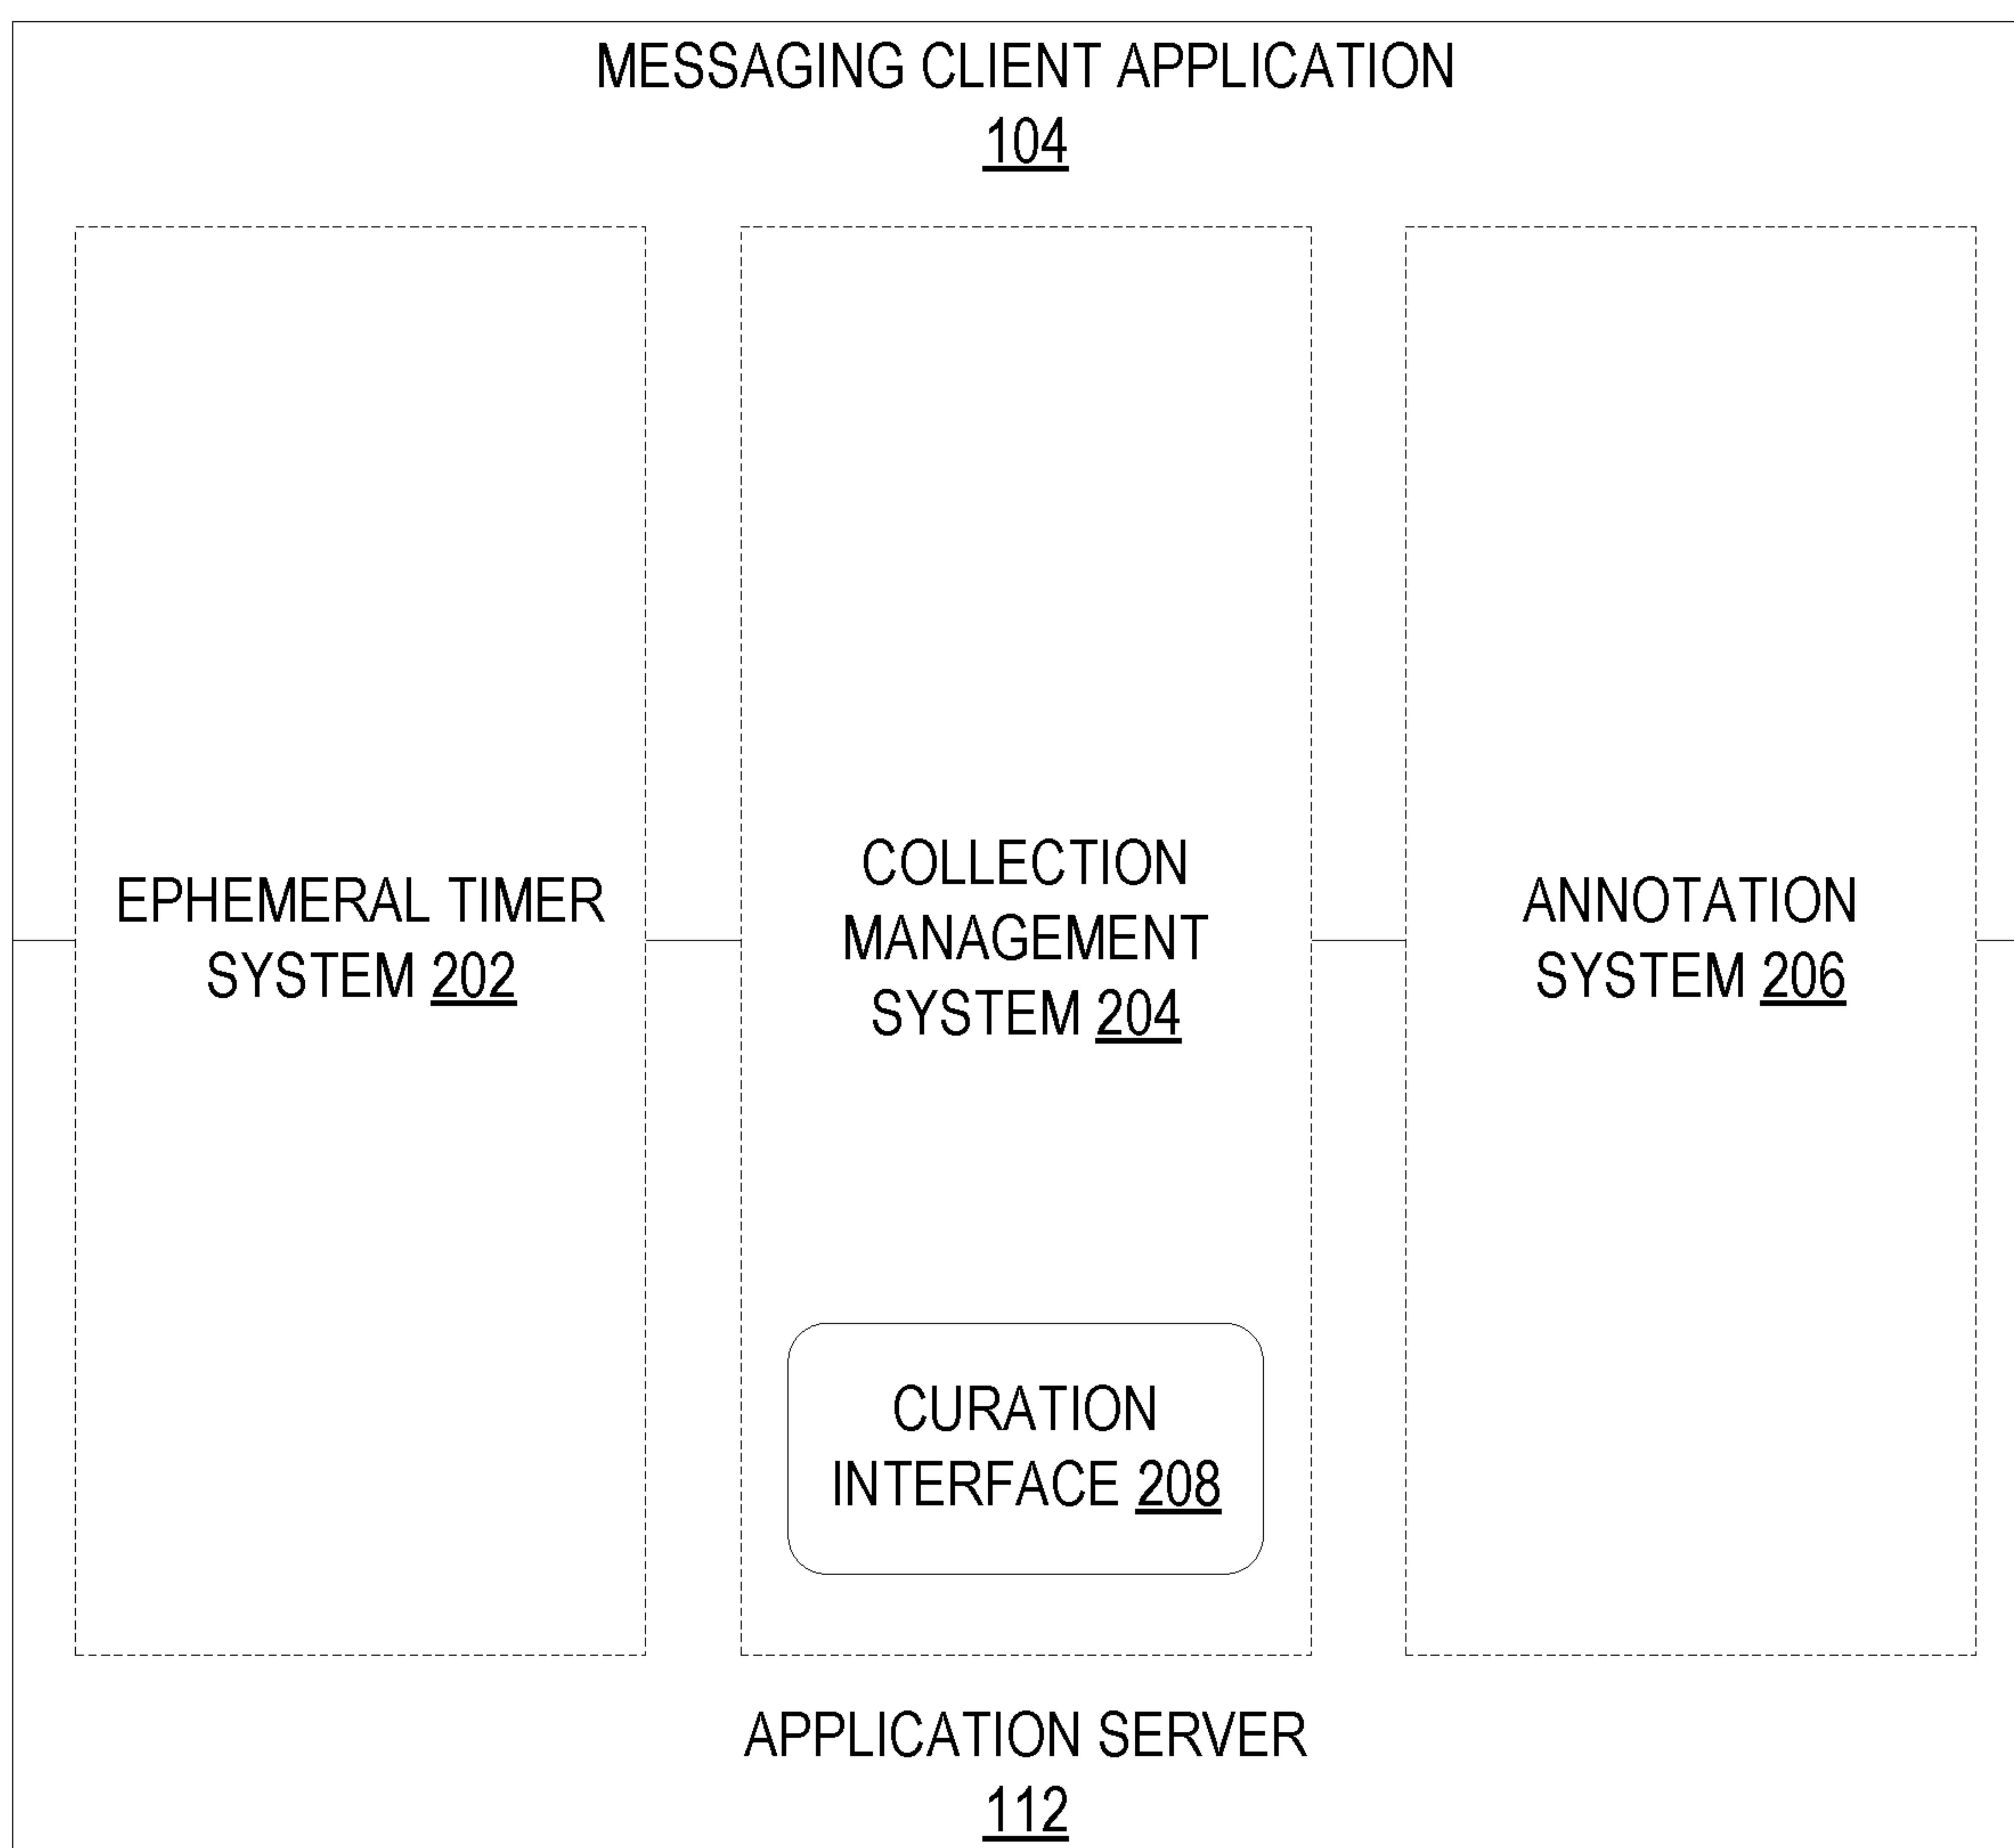 MESSAGING CLIENT APPLICATION
104
EPHEMERAL TIMER
SYSTEM 202
COLLECTION
MANAGEMENT
SYSTEM 204
ANNOTATION
SYSTEM 206
CURATION
INTERFACE 208
APPLICATION SERVER
112